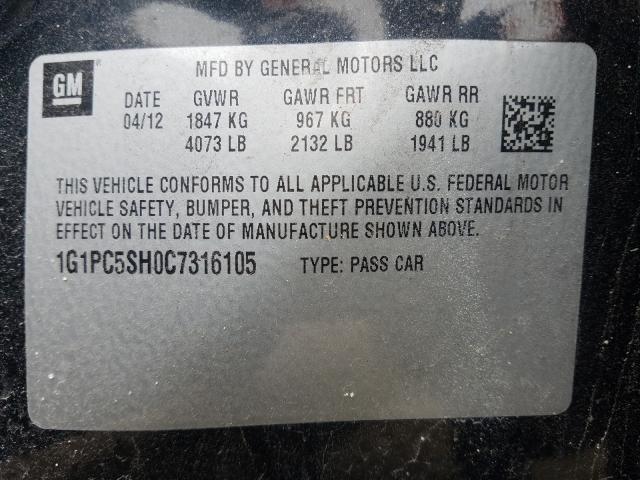 GM
MFD BY GENERAL MOTORS LLC
DATE GVWR GAWR FRT GAWR RR
04/12 1847 KG 967 KG 880 KG
4073 LB 2132 LB 1941 LB
THIS VEHICLE CONFORMS TO ALL APPLICABLE U.S. FEDERAL MOTOR
VEHICLE SAFETY, BUMPER, AND THEFT PREVENTION STANDARDS IN
EFFECT ON THE DATE OF MANUFACTURE SHOWN ABOVE.
1G1PC5SH0C7316105 TYPE: PASS CAR